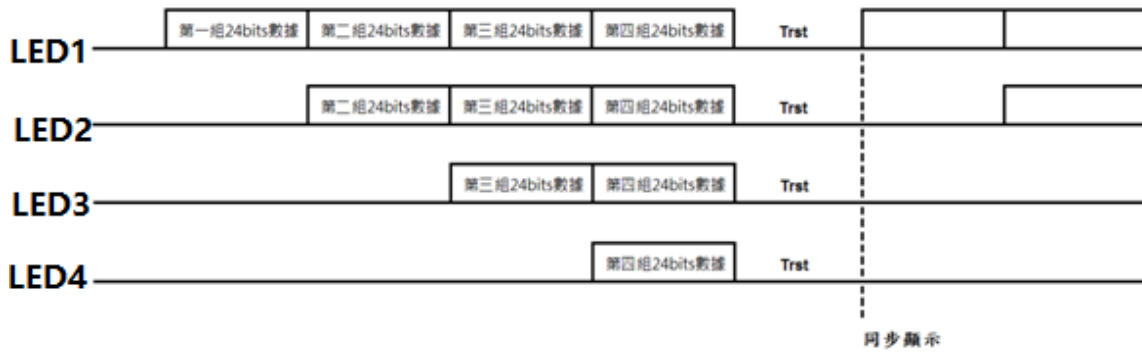 LED1 第一組24bits數據 第二組24bits數據 第三組24bits數據 第四組24bits數據 Trst
LED2 第二組24bits數據 第三組24bits數據 第四組24bits數據 Trst
LED3 第三組24bits數據 第四組24bits數據 Trst
LED4 第四組24bits數據 Trst
同步顯示